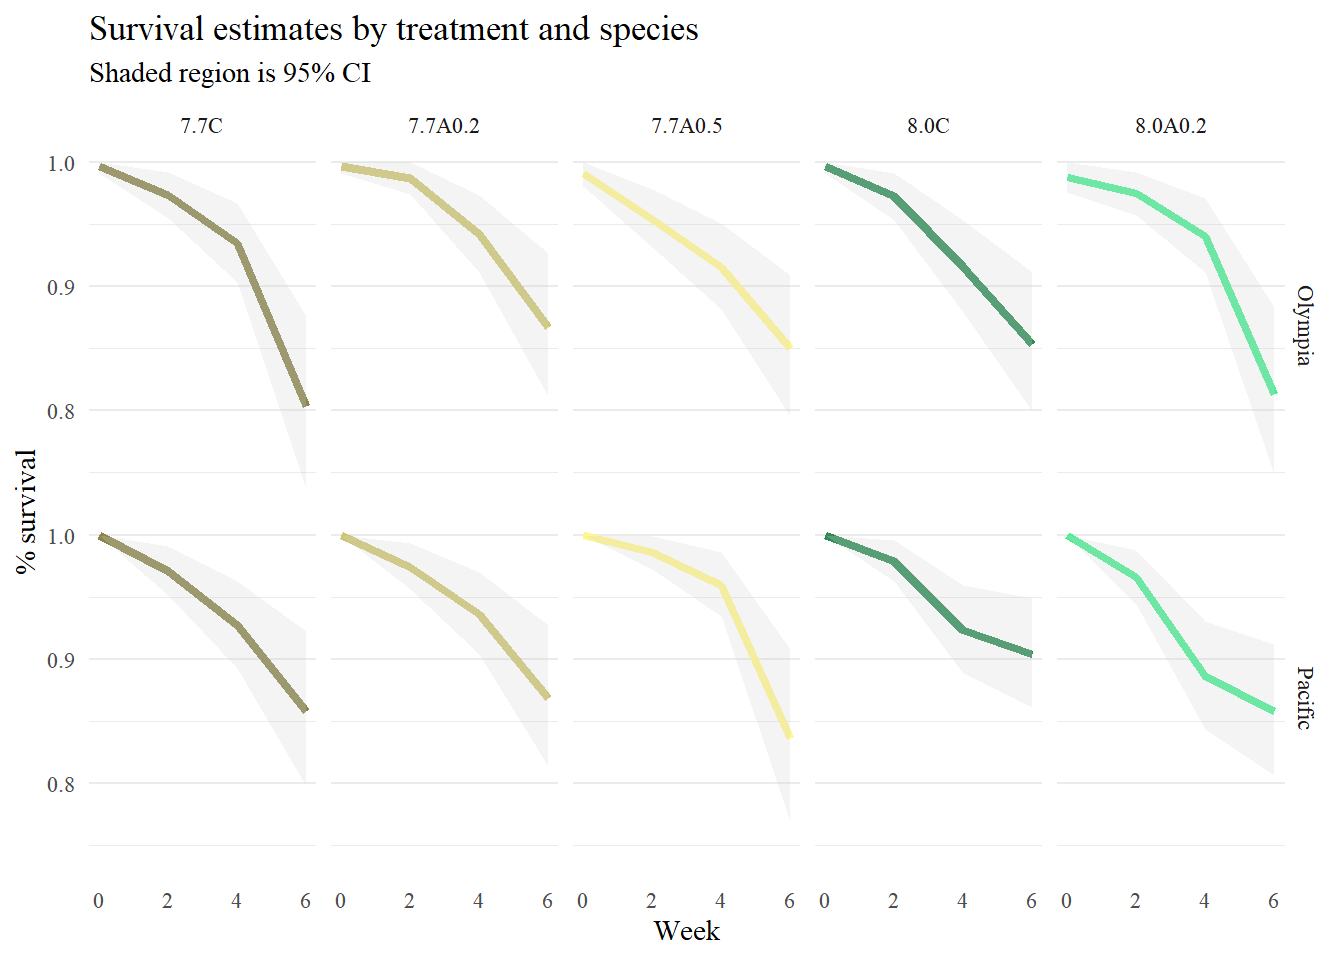 Survival estimates by treatment and species
Shaded region is 95% CI
7.7C 7.7A0.2 7.7A0.5 8.0C 8.0A0.2
1.0
0.9
0.8
Olympia
% survival
1.0
0.9
0.8
Pacific
0 2 4 6 0 2 4 6 0 2 4 6 0 2 4 6 0 2 4 6
Week